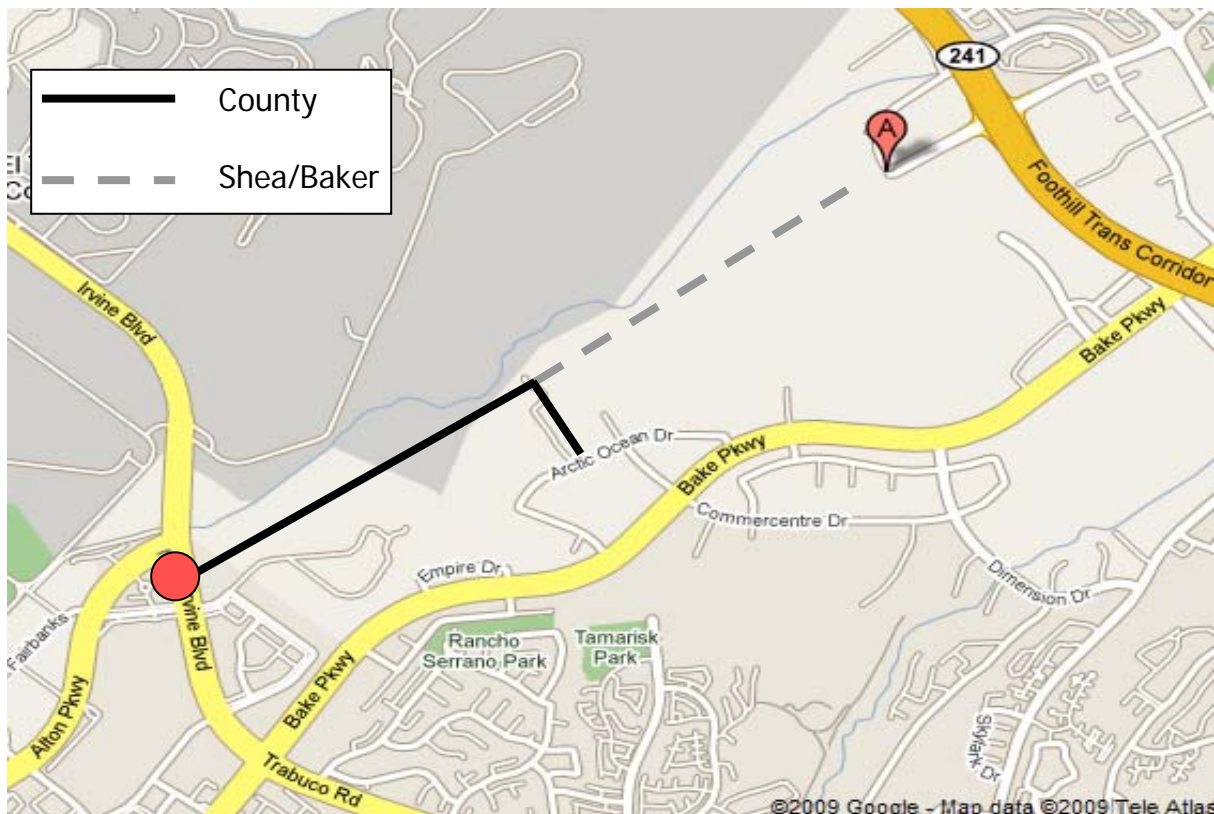 County
Shea/Baker
El
Co
241
A
Foothill Trans Corridor
Irvine Blvd
Bake Pkwy
Arctic Ocean Dr
Bake Pkwy
Commercentre Dr
Empire Dr
Dimension Dr
Fairbanks
Irvine Blvd
Rancho
Serrano Park
Tamarisk
Park
Alton Pkwy
Bake Pkwy
Skylark Dr
Trabuco Rd
©2009 Google - Map data ©2009 Tele Atlas